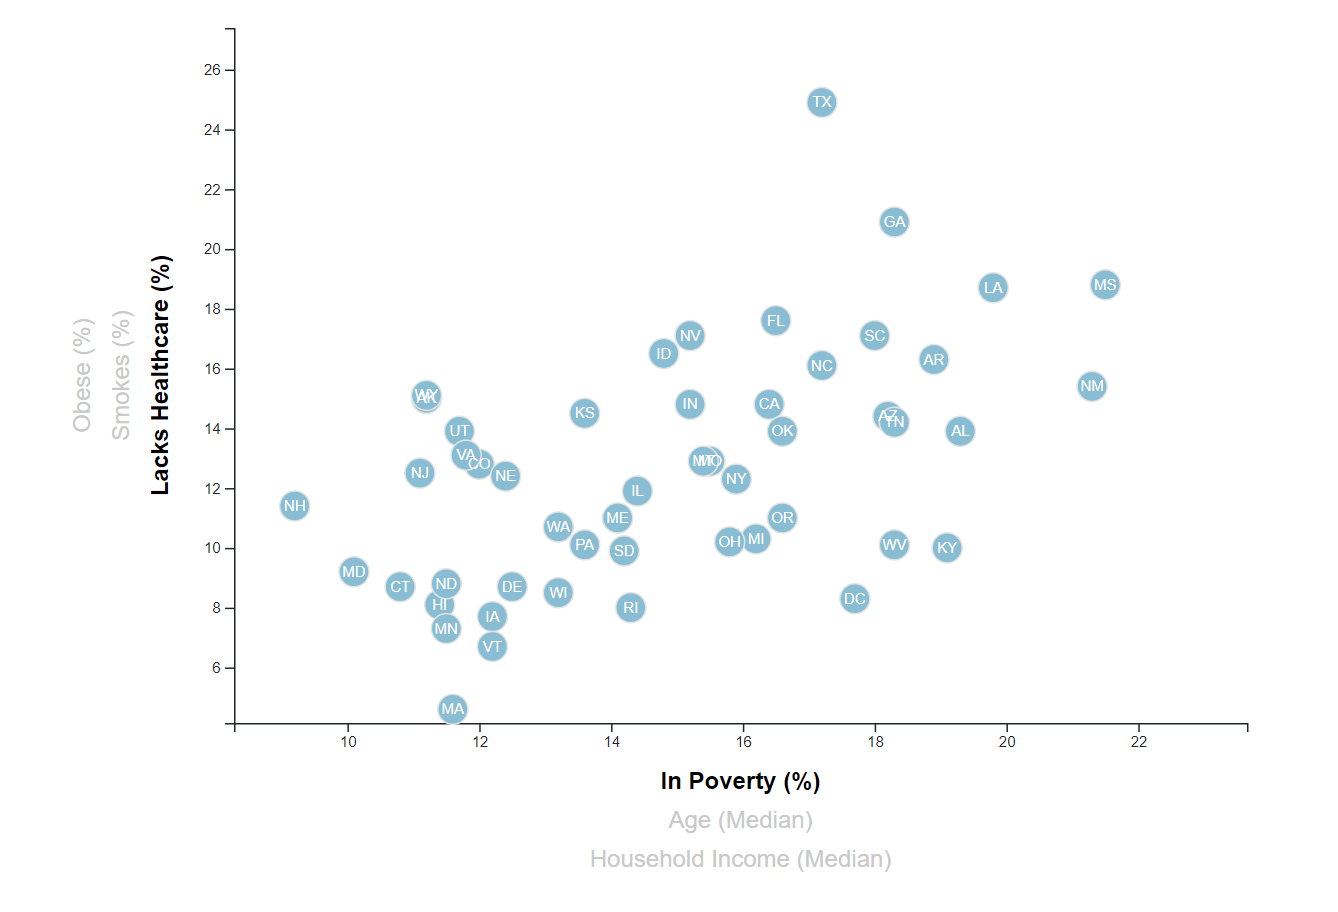 26
TX
24
22
GA
20
LA
MS
18
FL
NV
SC
ID
AR
NC
16
NM
WY
AK
IN
CA
KS
AZ
TN
14
UT
OK
AL
VA
CO
MT
MO
NJ
NE
NY
12
IL
NH
ME
OR
WA
MI
OH
PA
WV
KY
10
SD
MD
ND
CT
DE
WI
DC
HI
8
RI
IA
MN
VT
6
MA
10 12 14 16 18 20 22
Obese (%)
Smokes (%)
Lacks Healthcare (%)
In Poverty (%)
Age (Median)
Household Income (Median)